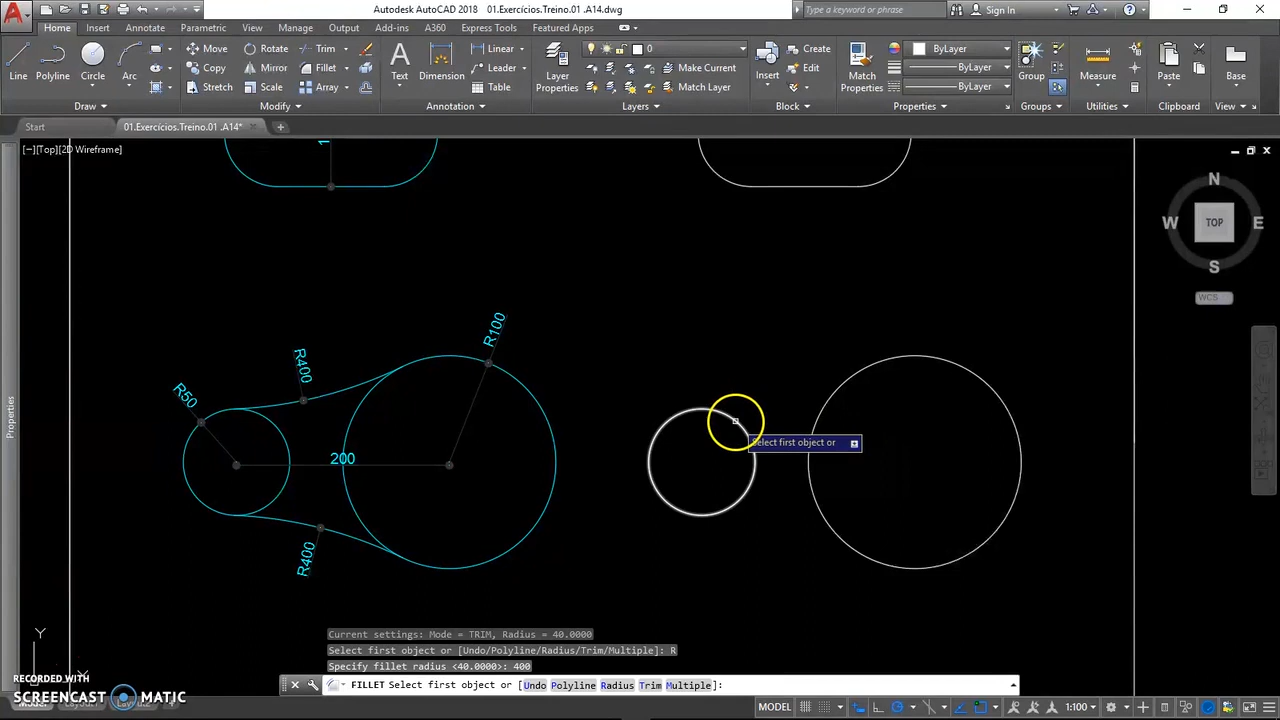 Autodesk AutoCAD 2018   01.Exercícios.Treino.01 .A14.dwg
Type a keyword or phrase
Sign In
Home Insert Annotate Parametric View Manage Output Add-ins A360 Express Tools Featured Apps
Line Polyline Circle Arc
Move Rotate Trim
Copy Mirror Fillet
Stretch Scale Array
Text Dimension
Linear
Leader
Table
Layer Properties
0
Make Current
Match Layer
Insert
Create
Edit
Match Properties
ByLayer
ByLayer
ByLayer
Group
Measure
Paste
Base
Draw Modify Annotation Layers Block Properties Groups Utilities Clipboard View
Start 01.Exercícios.Treino.01 .A14*
[−][Top][2D Wireframe]
1
N
W TOP E
S
WCS
Properties
R100
R400
R50
200
R400
Select first object or
Y
X
Current settings: Mode = TRIM, Radius = 40.0000
Select first object or [Undo/Polyline/Radius/Trim/Multiple]: R
Specify fillet radius <40.0000>: 400
FILLET Select first object or [Undo Polyline Radius Trim Multiple]:
RECORDED WITH
SCREENCAST MATIC
Model Layout1 Layout2
MODEL 1:100